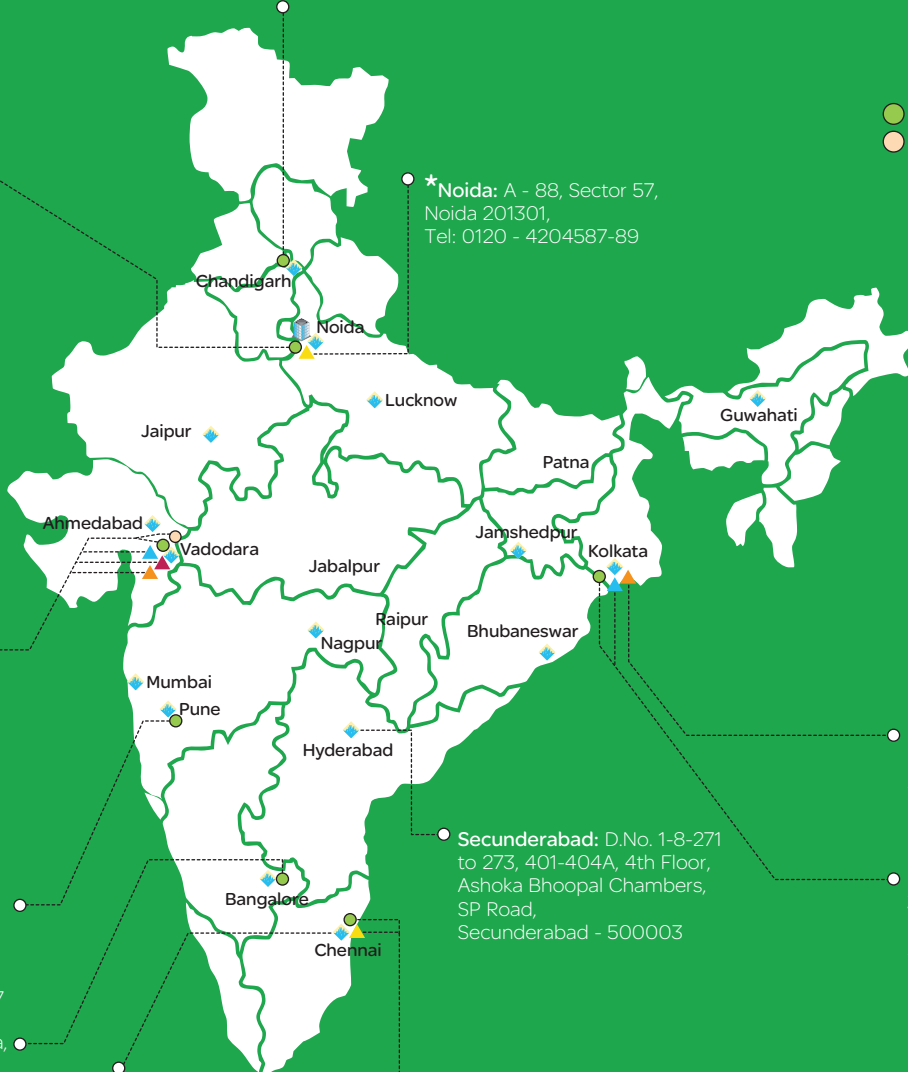 *Noida: A - 88, Sector 57,
Noida 201301,
Tel: 0120 - 4204587-89
Chandigarh
Noida
Lucknow
Guwahati
Jaipur
Patna
Ahmedabad
Jamshedpur
Vadodara
Kolkata
Jabalpur
Raipur
Bhubaneswar
Nagpur
Mumbai
Pune
Hyderabad
Secunderabad: D.No. 1-8-271
to 273, 401-404A, 4th Floor,
Ashoka Bhoopal Chambers,
SP Road,
Secunderabad - 500003
Bangalore
Chennai